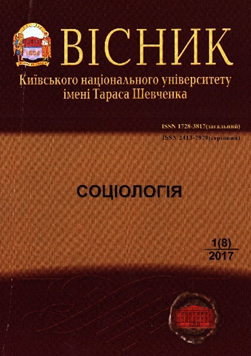 ВІСНИК
Київського національного університету
імені Тараса Шевченка
ISSN 1728-3817(загальний)
СОЦІОЛОГІЯ
1(8)
2017